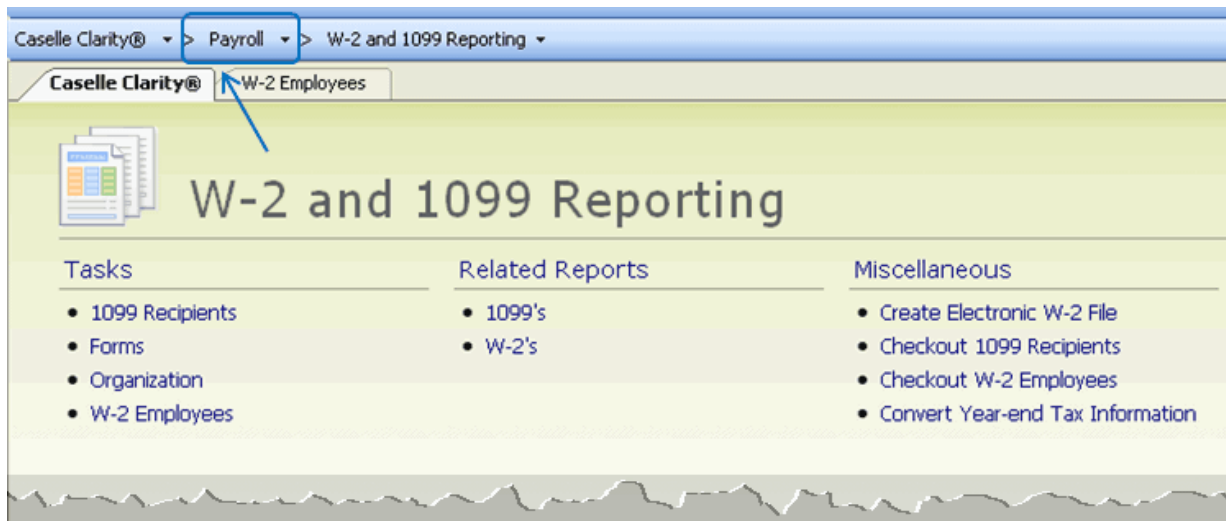 Caselle Clarity® > Payroll > W-2 and 1099 Reporting
Caselle Clarity® W-2 Employees
W-2 and 1099 Reporting
Tasks
1099 Recipients
Forms
Organization
W-2 Employees
Related Reports
1099's
W-2's
Miscellaneous
Create Electronic W-2 File
Checkout 1099 Recipients
Checkout W-2 Employees
Convert Year-end Tax Information